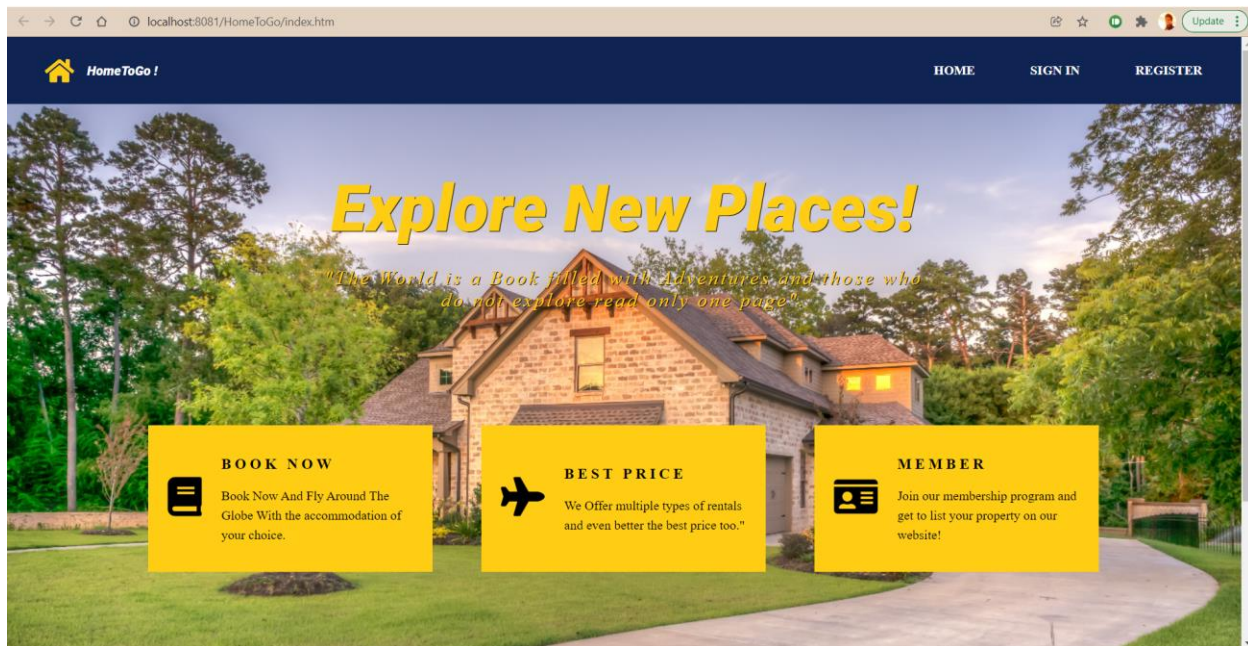 localhost:8081/HomeToGo/index.htm
Update
HomeToGo !
HOME
SIGN IN
REGISTER
Explore New Places!
"The World is a Book filled with Adventures and those who
do not explore read only one page"
BOOK NOW
Book Now And Fly Around The
Globe With the accommodation of
your choice.
BEST PRICE
We Offer multiple types of rentals
and even better the best price too."
MEMBER
Join our membership program and
get to list your property on our
website!